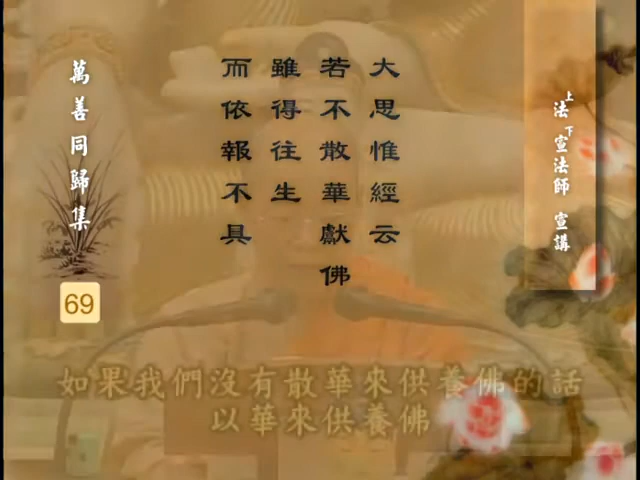 上法下宣法師 宣講
大思惟經云
若不散華獻佛
雖得往生
而依報不具
萬善同歸集
69
如果我們沒有散華來供養佛的話
以華來供養佛